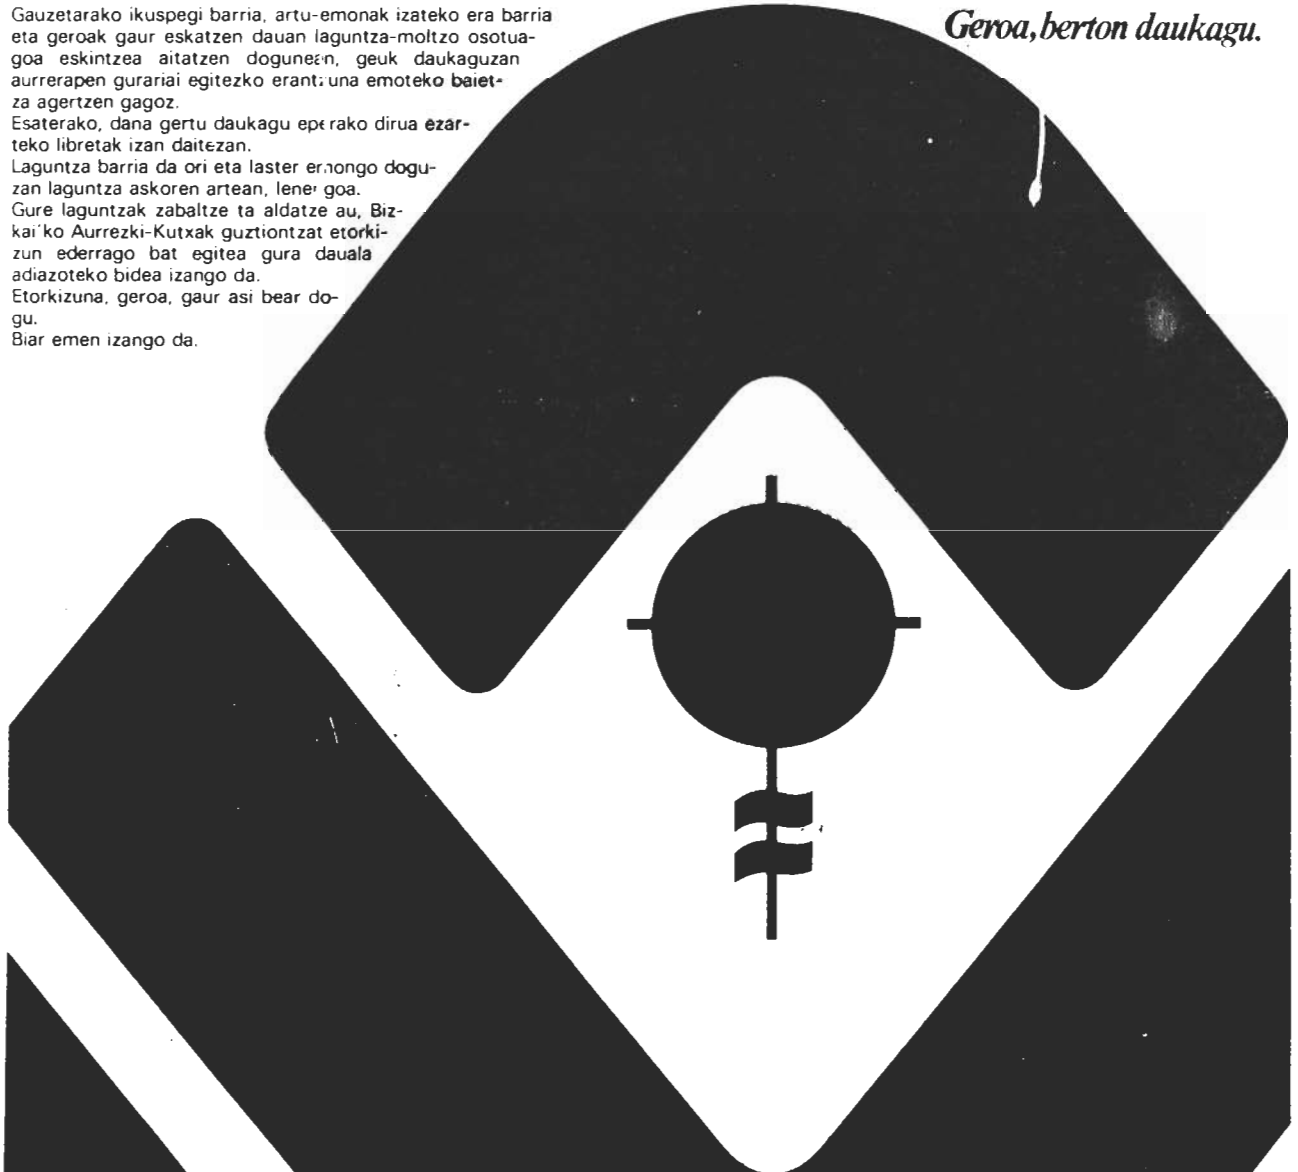 Gauzetarako ikuspegi barria, artu-emonak izateko era barria
eta geroak gaur eskatzen dauan laguntza-moltzo osotua-
goa eskintzea aitatzen dogunean, geuk daukaguzan
aurrerapen gurariai egitezko erantzuna emoteko baiet-
za agertzen gagoz.
Esaterako, dana gertu daukagu eperako dirua ezar-
teko libretak izan daitezan.
Laguntza barria da ori eta laster emongo dogu-
zan laguntza askoren artean, lenengoa.
Gure laguntzak zabaltze ta aldatze au, Biz-
kai'ko Aurrezki-Kutxak guztiontzat etorki-
zun ederrago bat egitea gura dauala
adiazoteko bidea izango da.
Etorkizuna, geroa, gaur asi bear do-
gu.
Biar emen izango da.
Geroa, berton daukagu.